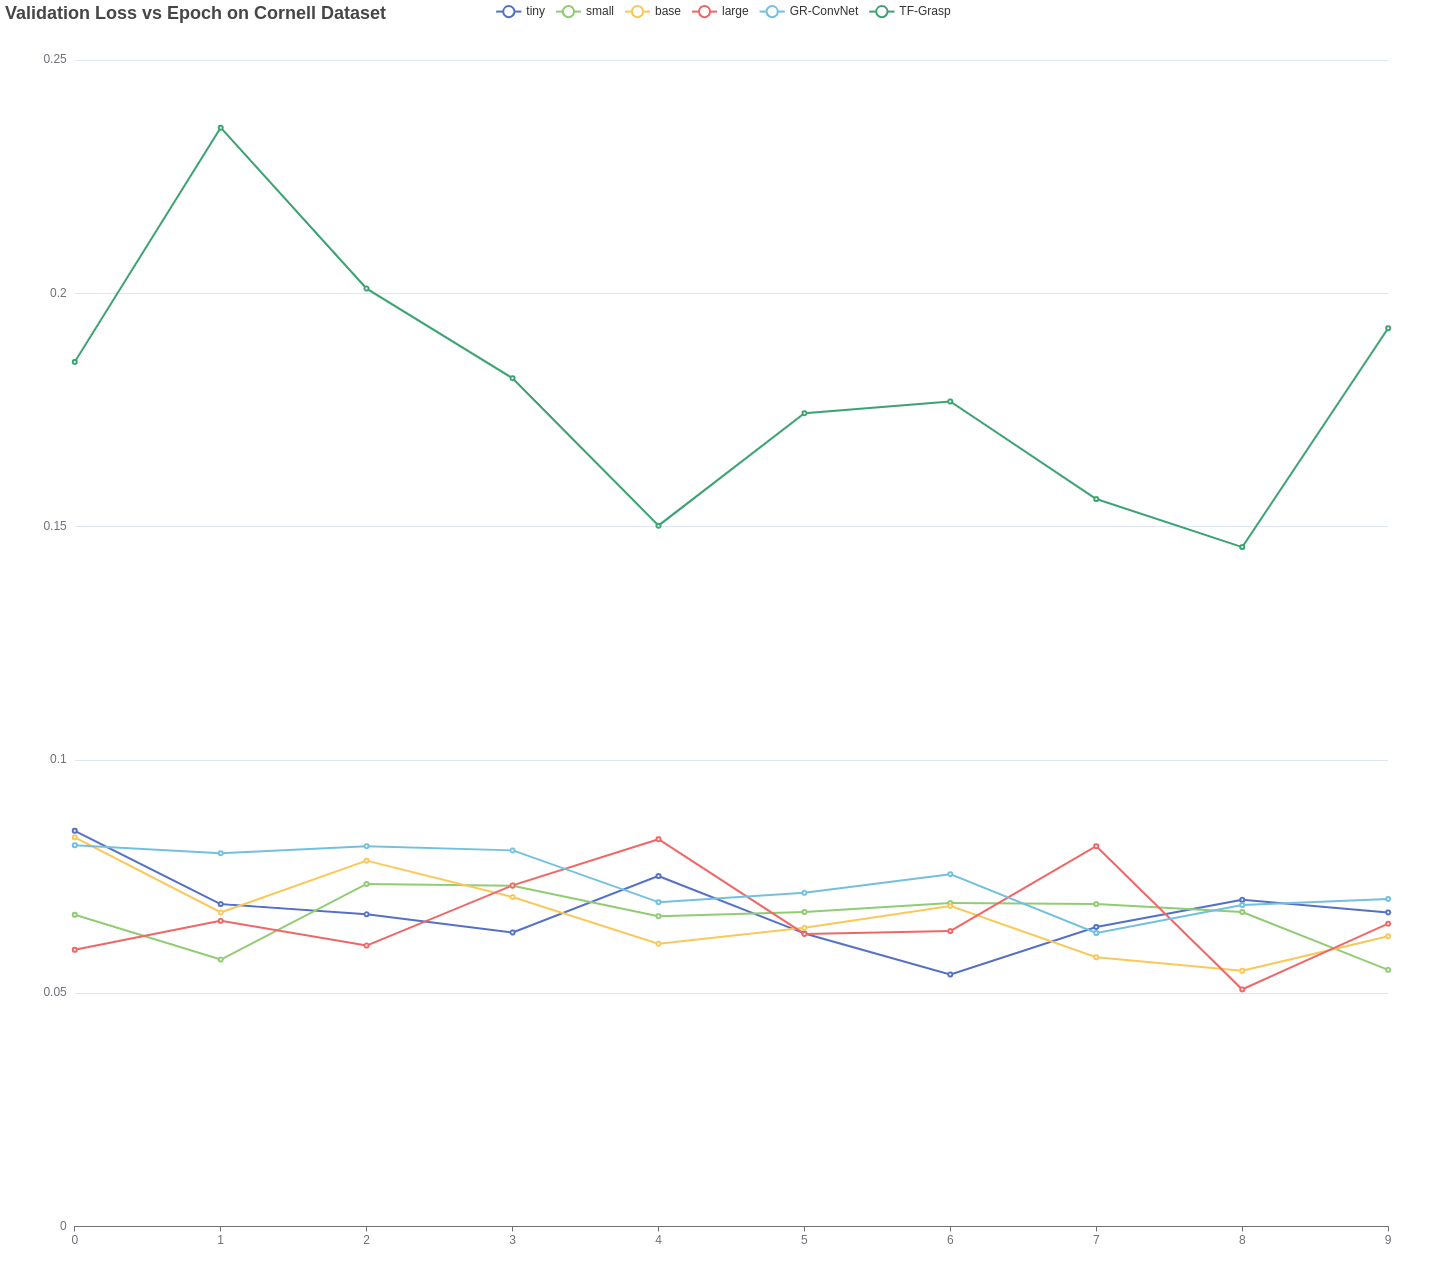 Validation Loss vs Epoch on Cornell Dataset
tiny small base large GR-ConvNet TF-Grasp
0.25
0.2
0.15
0.1
0.05
0
0 1 2 3 4 5 6 7 8 9